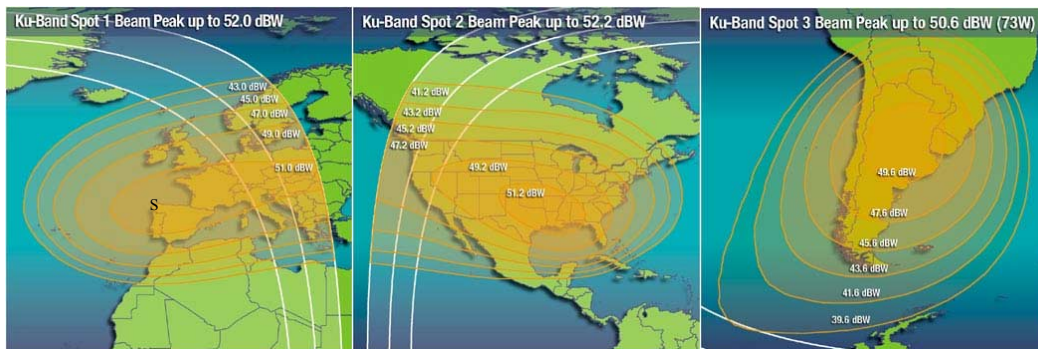 Ku-Band Spot 1 Beam Peak up to 52.0 dBW
43.0 dBW
45.0 dBW
47.0 dBW
49.0 dBW
51.0 dBW
S
Ku-Band Spot 2 Beam Peak up to 52.2 dBW
41.2 dBW
43.2 dBW
45.2 dBW
47.2 dBW
49.2 dBW
51.2 dBW
Ku-Band Spot 3 Beam Peak up to 50.6 dBW (73W)
49.6 dBW
47.6 dBW
45.6 dBW
43.6 dBW
41.6 dBW
39.6 dBW